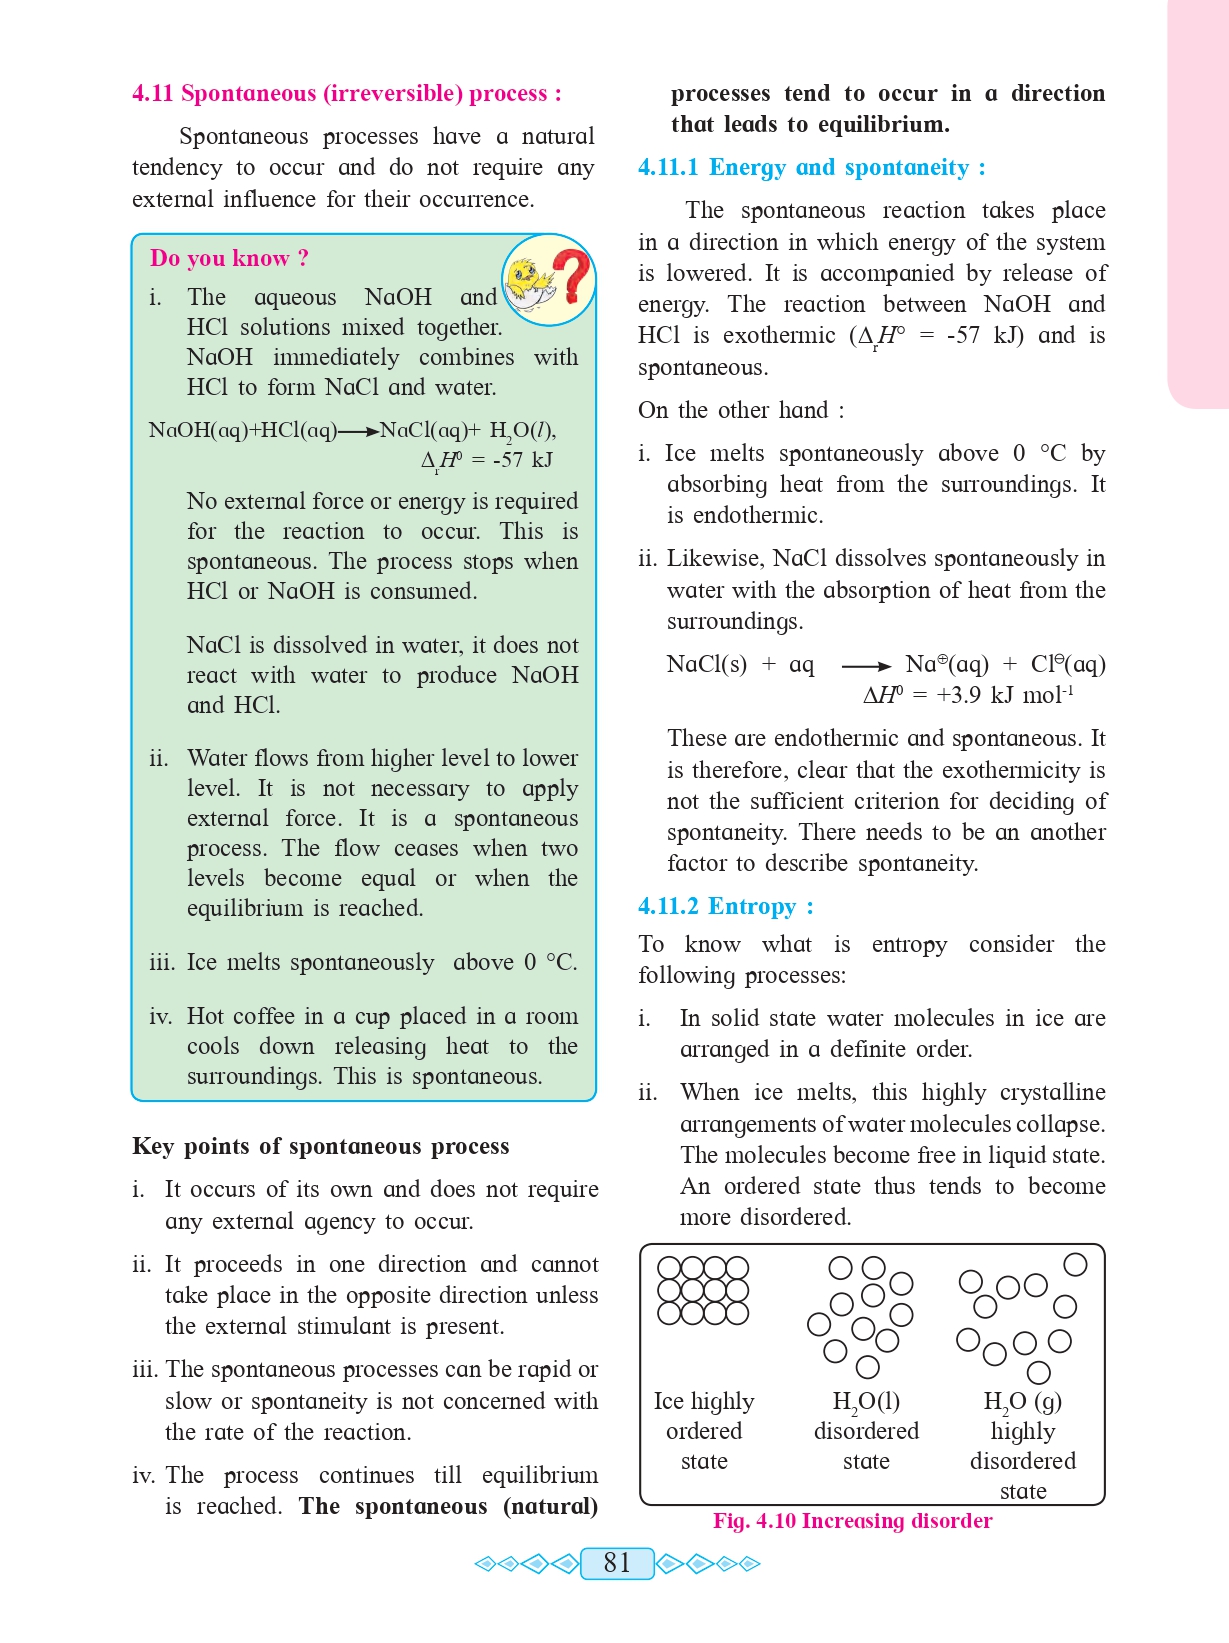 4.11 Spontaneous (irreversible) process :
Spontaneous processes have a natural
tendency to occur and do not require any
external influence for their occurrence.
Do you know ?
i. The aqueous NaOH and
HCl solutions mixed together.
NaOH immediately combines with
HCl to form NaCl and water.
NaOH(aq)+HCl(aq)⟶NaCl(aq)+ H₂O(l),
ΔᵣH⁰ = -57 kJ
No external force or energy is required
for the reaction to occur. This is
spontaneous. The process stops when
HCl or NaOH is consumed.
NaCl is dissolved in water, it does not
react with water to produce NaOH
and HCl.
ii. Water flows from higher level to lower
level. It is not necessary to apply
external force. It is a spontaneous
process. The flow ceases when two
levels become equal or when the
equilibrium is reached.
iii. Ice melts spontaneously above 0 °C.
iv. Hot coffee in a cup placed in a room
cools down releasing heat to the
surroundings. This is spontaneous.
Key points of spontaneous process
i. It occurs of its own and does not require
any external agency to occur.
ii. It proceeds in one direction and cannot
take place in the opposite direction unless
the external stimulant is present.
iii. The spontaneous processes can be rapid or
slow or spontaneity is not concerned with
the rate of the reaction.
iv. The process continues till equilibrium
is reached. The spontaneous (natural)
processes tend to occur in a direction
that leads to equilibrium.
4.11.1 Energy and spontaneity :
The spontaneous reaction takes place
in a direction in which energy of the system
is lowered. It is accompanied by release of
energy. The reaction between NaOH and
HCl is exothermic (ΔᵣH° = -57 kJ) and is
spontaneous.
On the other hand :
i. Ice melts spontaneously above 0 °C by
absorbing heat from the surroundings. It
is endothermic.
ii. Likewise, NaCl dissolves spontaneously in
water with the absorption of heat from the
surroundings.
NaCl(s) + aq ⟶ Na⊕(aq) + Cl⊖(aq)
ΔH⁰ = +3.9 kJ mol⁻¹
These are endothermic and spontaneous. It
is therefore, clear that the exothermicity is
not the sufficient criterion for deciding of
spontaneity. There needs to be an another
factor to describe spontaneity.
4.11.2 Entropy :
To know what is entropy consider the
following processes:
i. In solid state water molecules in ice are
arranged in a definite order.
ii. When ice melts, this highly crystalline
arrangements of water molecules collapse.
The molecules become free in liquid state.
An ordered state thus tends to become
more disordered.
Ice highly
ordered
state
H₂O(l)
disordered
state
H₂O (g)
highly
disordered
state
Fig. 4.10 Increasing disorder
81